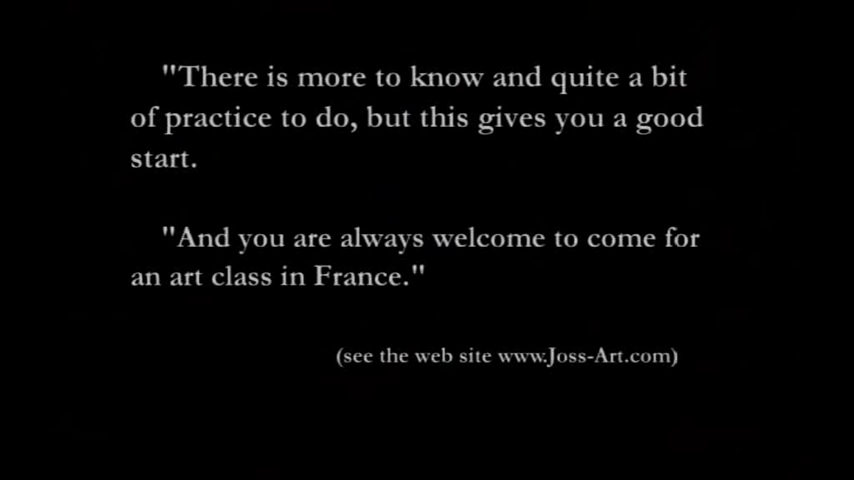 "There is more to know and quite a bit
of practice to do, but this gives you a good
start.
"And you are always welcome to come for
an art class in France."
(see the web site www.Joss-Art.com)